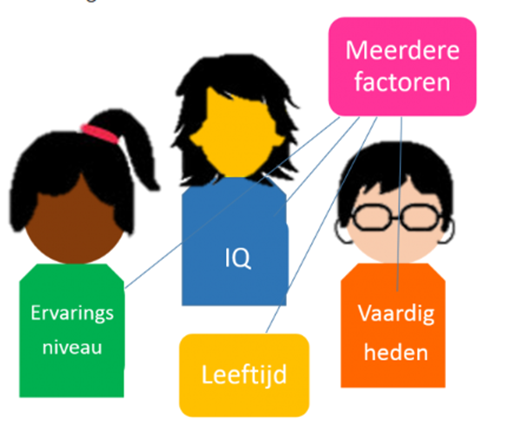 Meerdere
factoren
IQ
Ervarings
niveau
Vaardig
heden
Leeftijd